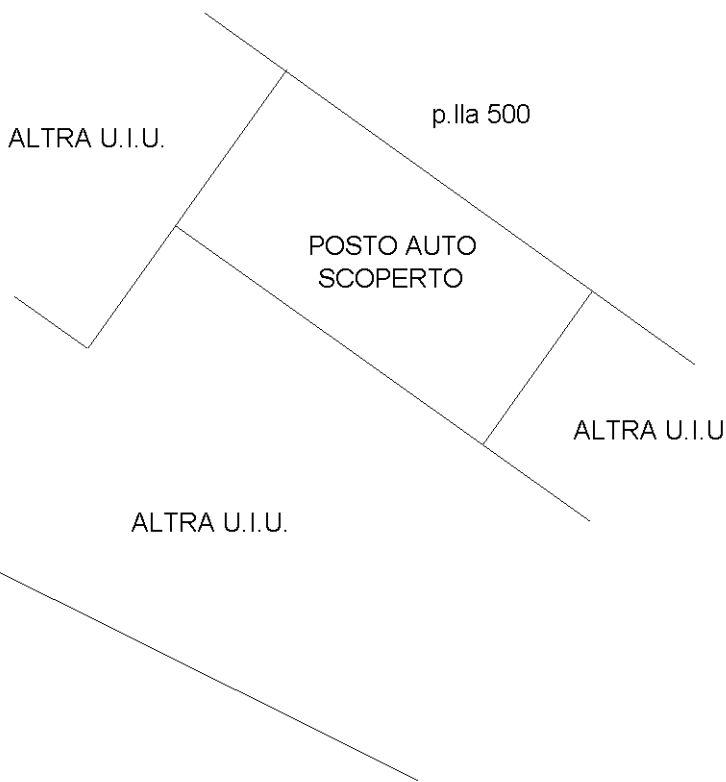 p.lla 500
ALTRA U.I.U.
POSTO AUTO
SCOPERTO
ALTRA U.I.U
ALTRA U.I.U.